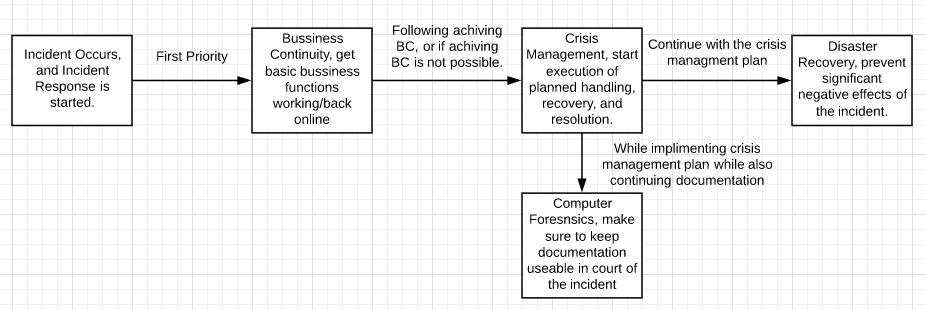 Incident Occurs,
and Incident
Response is
started.
First Priority
Bussiness
Continuity, get
basic bussiness
functions
working/back
online
Following achiving
BC, or if achiving
BC is not possible.
Crisis
Management, start
execution of
planned handling,
recovery, and
resolution.
Continue with the crisis
managment plan
Disaster
Recovery, prevent
significant
negative effects of
the incident.
While implimenting crisis
management plan while also
continuing documentation
Computer
Foresnsics, make
sure to keep
documentation
useable in court of
the incident